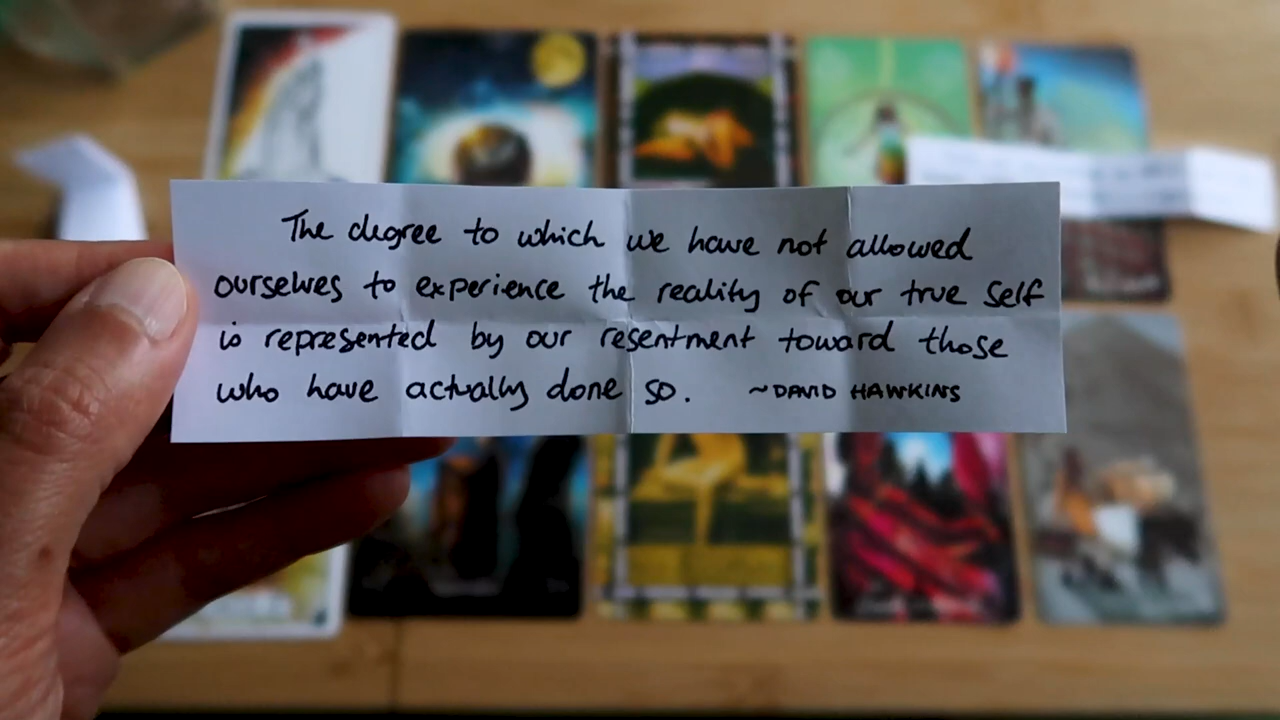 The degree to which we have not allowed
ourselves to experience the reality of our true Self
is represented by our resentment toward those
who have actually done so. ~DAVID HAWKINS